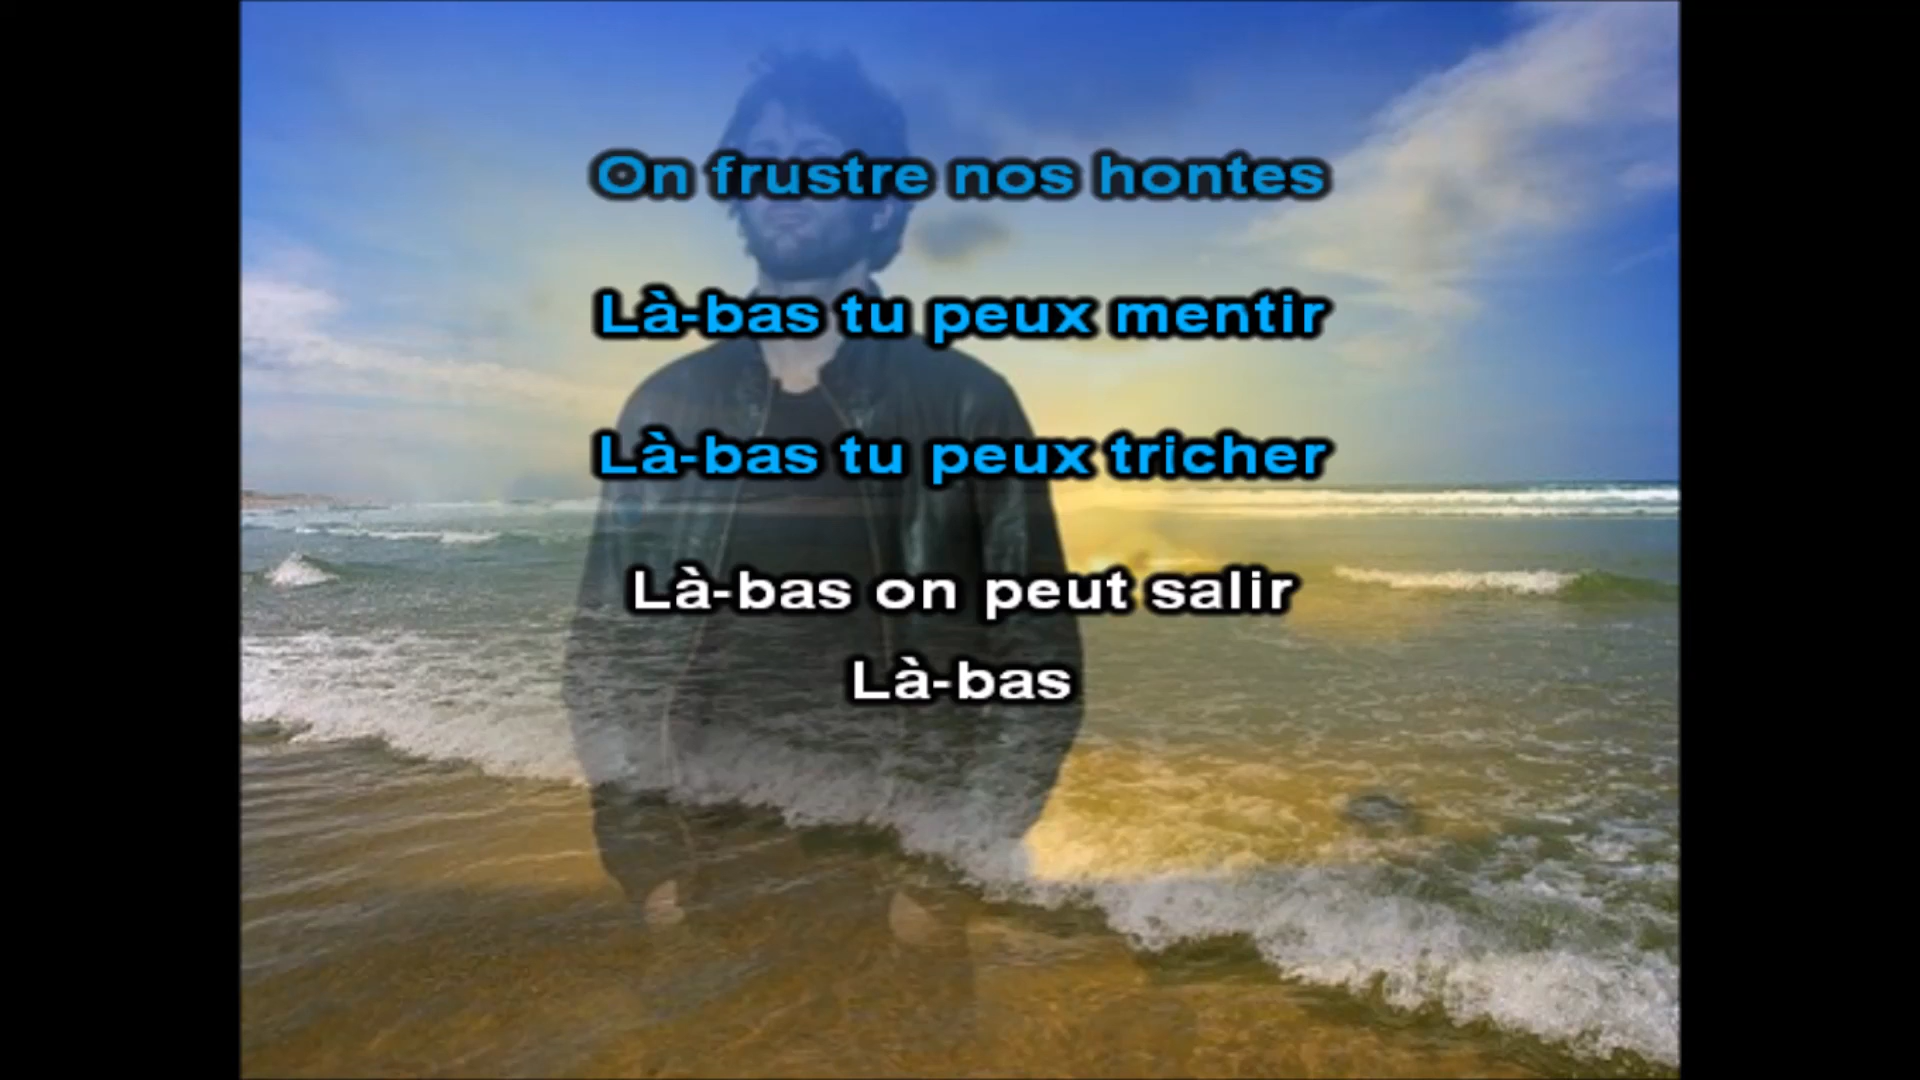 On frustre nos hontes
Là-bas tu peux mentir
Là-bas tu peux tricher
Là-bas on peut salir
Là-bas